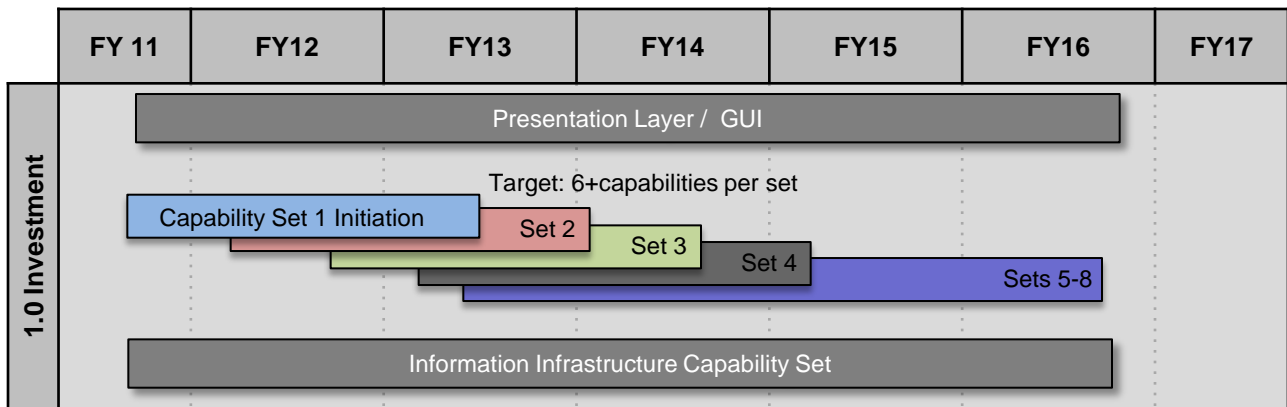 FY 11 FY12 FY13 FY14 FY15 FY16 FY17
1.0 Investment
Presentation Layer / GUI
Target: 6+capabilities per set
Capability Set 1 Initiation
Set 2
Set 3
Set 4
Sets 5-8
Information Infrastructure Capability Set